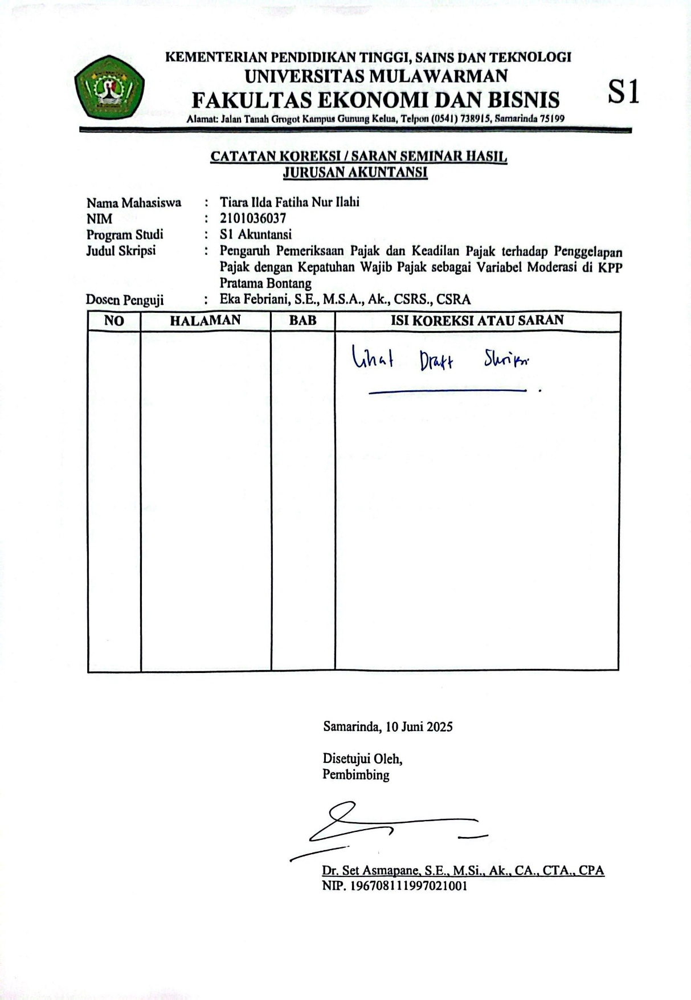 KEMENTERIAN PENDIDIKAN TINGGI, SAINS DAN TEKNOLOGI
UNIVERSITAS MULAWARMAN
FAKULTAS EKONOMI DAN BISNIS
S1
Alamat: Jalan Tanah Grogot Kampus Gunung Kelua, Telpon (0541) 738915, Samarinda 75199
CATATAN KOREKSI / SARAN SEMINAR HASIL
JURUSAN AKUNTANSI
Nama Mahasiswa : Tiara Ilda Fatiha Nur Ilahi
NIM : 2101036037
Program Studi : S1 Akuntansi
Judul Skripsi : Pengaruh Pemeriksaan Pajak dan Keadilan Pajak terhadap Penggelapan
Pajak dengan Kepatuhan Wajib Pajak sebagai Variabel Moderasi di KPP
Pratama Bontang
Dosen Penguji : Eka Febriani, S.E., M.S.A., Ak., CSRS., CSRA
NO HALAMAN BAB ISI KOREKSI ATAU SARAN
Lihat Draft Skripsi
Samarinda, 10 Juni 2025
Disetujui Oleh,
Pembimbing
Dr. Set Asmapane, S.E., M.Si., Ak., CA., CTA., CPA
NIP. 196708111997021001